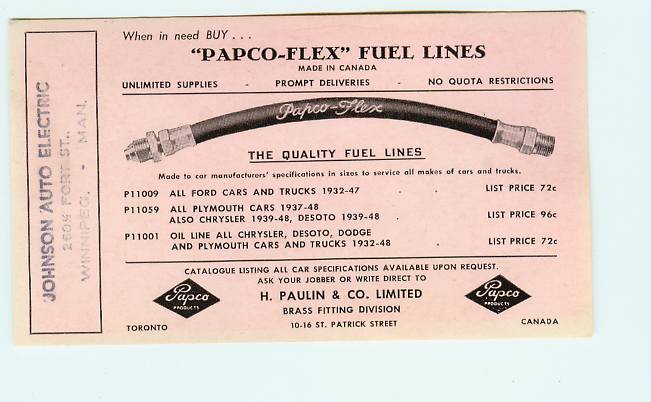 When in need BUY . . .
"PAPCO-FLEX" FUEL LINES
MADE IN CANADA
UNLIMITED SUPPLIES - PROMPT DELIVERIES - NO QUOTA RESTRICTIONS
Papco-Flex
THE QUALITY FUEL LINES
Made to car manufacturers' specifications in sizes to service all makes of cars and trucks.
P11009 ALL FORD CARS AND TRUCKS 1932-47 . . LIST PRICE 72c
P11059 ALL PLYMOUTH CARS 1937-48
ALSO CHRYSLER 1939-48, DESOTO 1939-48 . LIST PRICE 96c
P11001 OIL LINE ALL CHRYSLER, DESOTO, DODGE
AND PLYMOUTH CARS AND TRUCKS 1932-48 . LIST PRICE 72c
CATALOGUE LISTING ALL CAR SPECIFICATIONS AVAILABLE UPON REQUEST.
ASK YOUR JOBBER OR WRITE DIRECT TO
H. PAULIN & CO. LIMITED
BRASS FITTING DIVISION
10-16 ST. PATRICK STREET
Papco
PRODUCTS
TORONTO
Papco
PRODUCTS
CANADA
JOHNSON AUTO ELECTRIC
260½ FORT ST.,
WINNIPEG. - MAN.